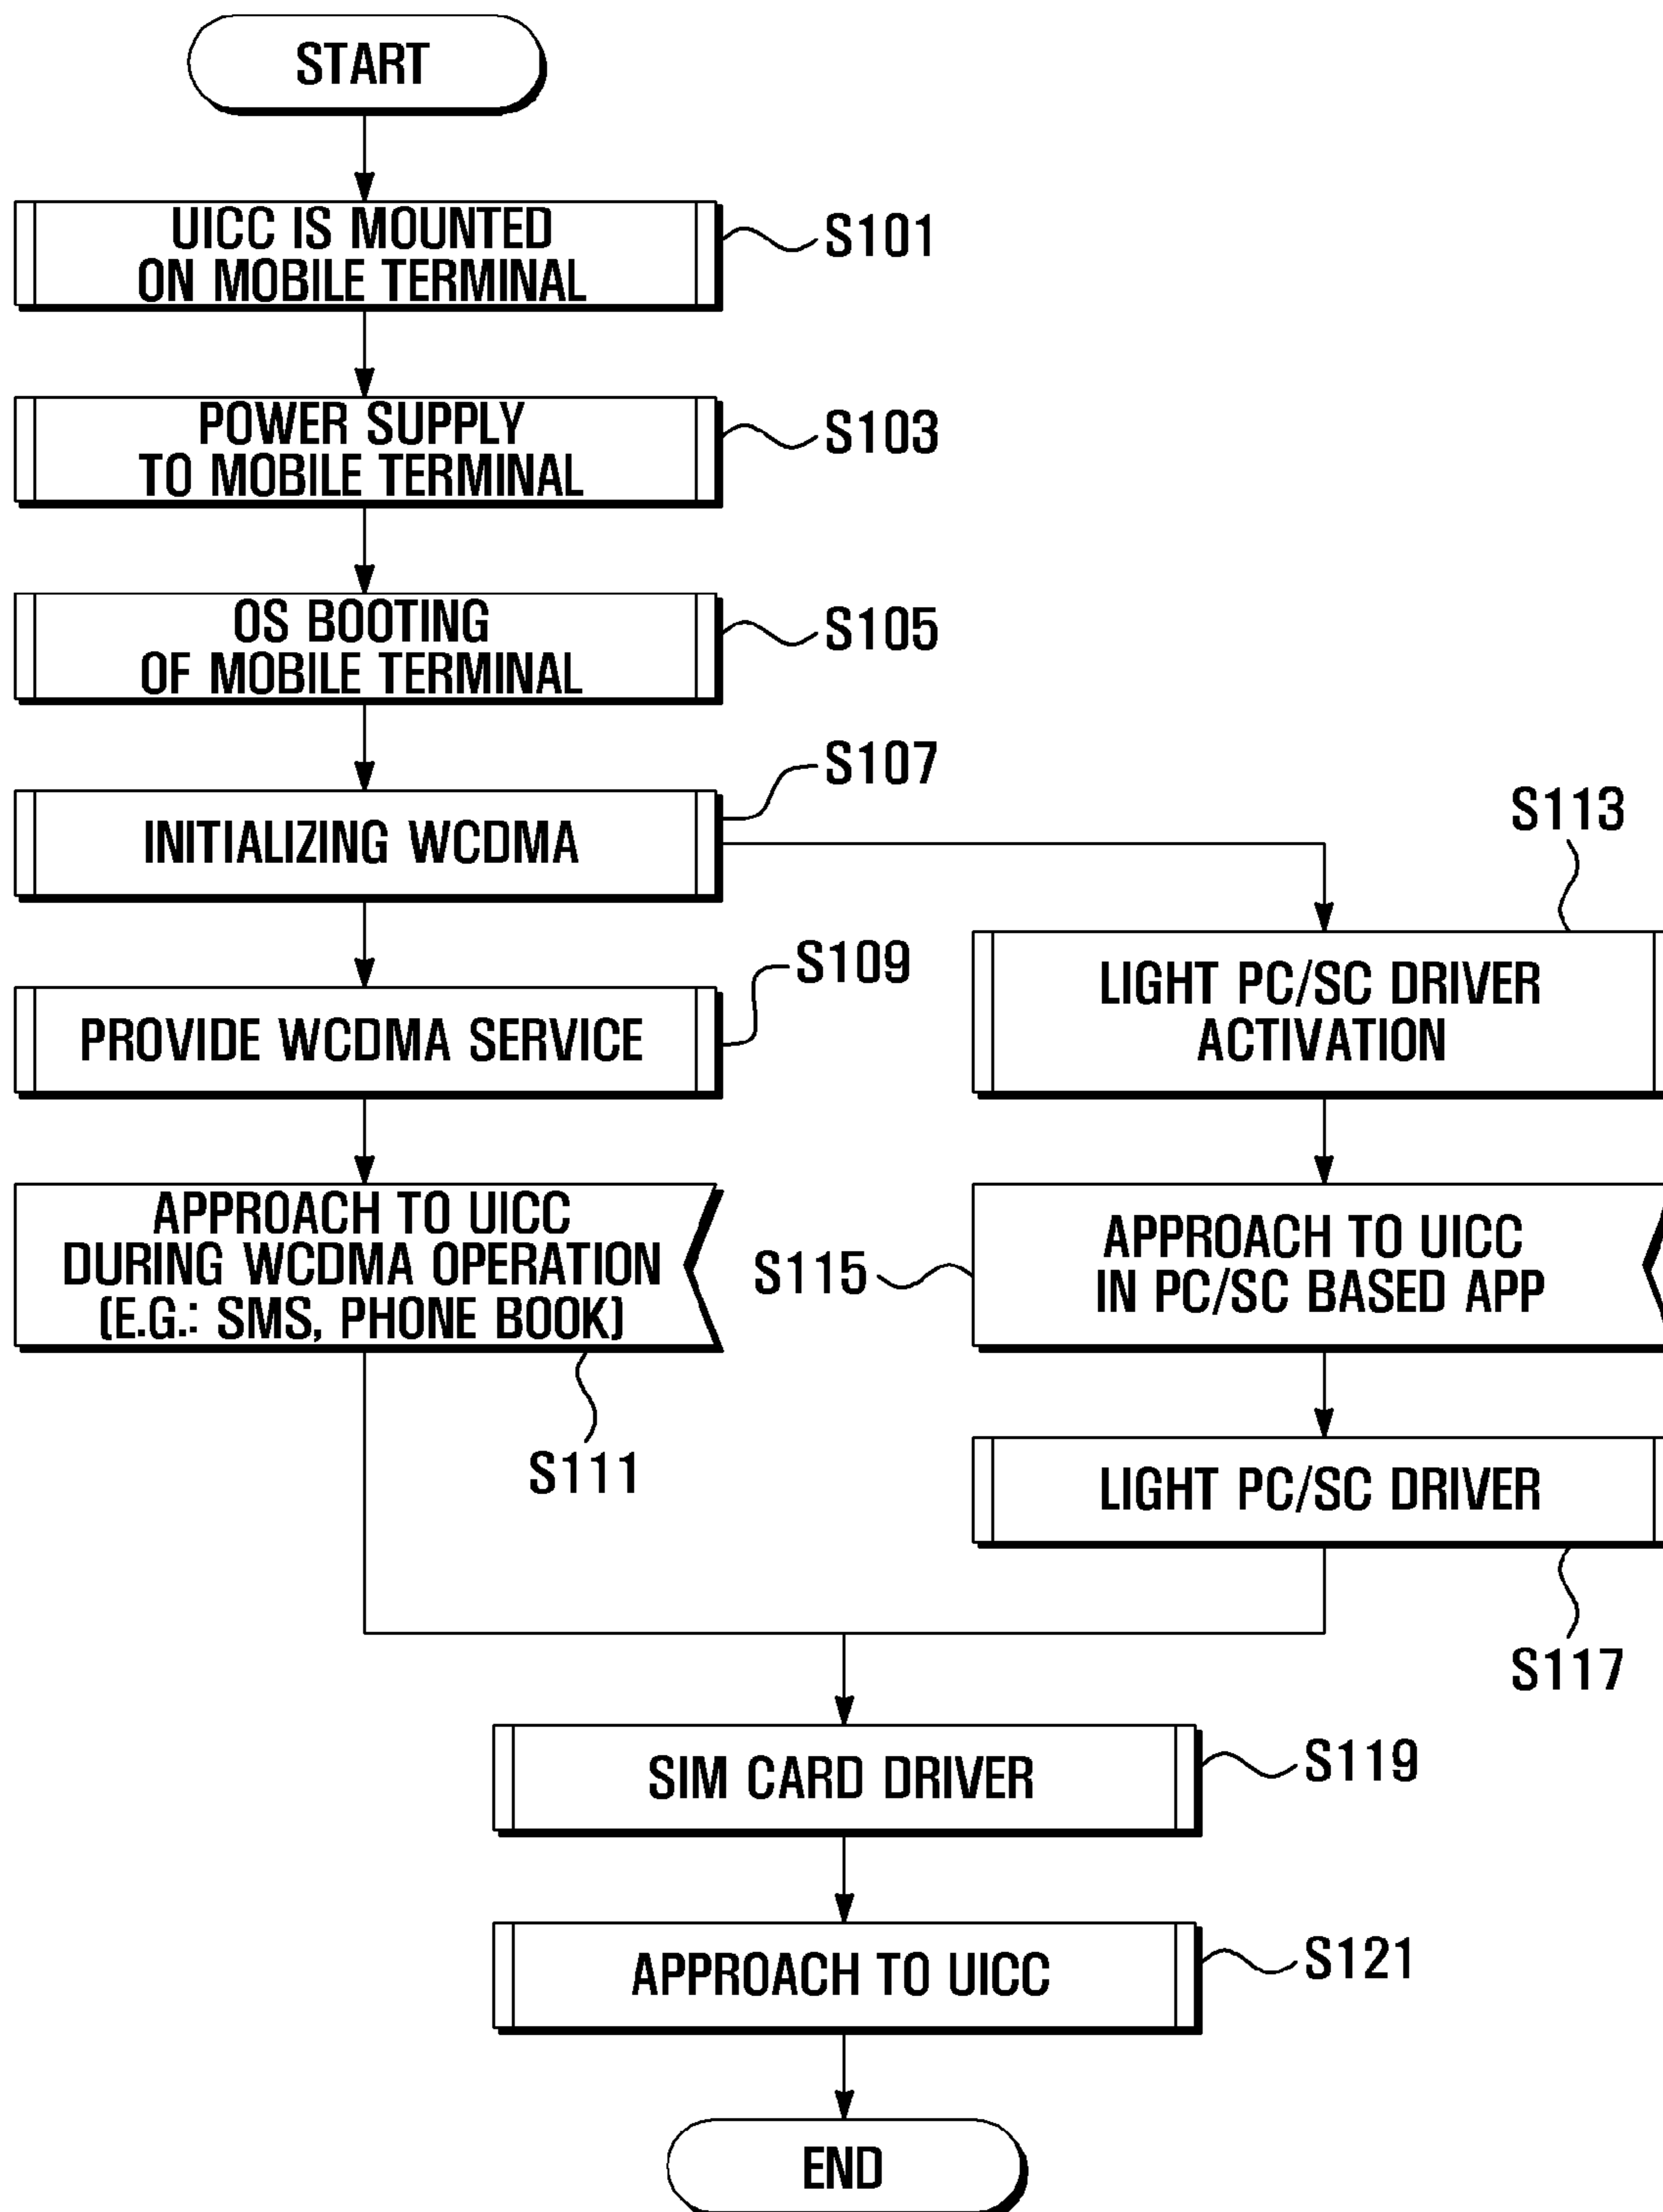 START
UICC IS MOUNTED
ON MOBILE TERMINAL
S101
POWER SUPPLY
TO MOBILE TERMINAL
S103
OS BOOTING
OF MOBILE TERMINAL
S105
INITIALIZING WCDMA
S107
PROVIDE WCDMA SERVICE
S109
APPROACH TO UICC
DURING WCDMA OPERATION
(E.G.: SMS, PHONE BOOK)
S111
S113
LIGHT PC/SC DRIVER
ACTIVATION
S115
APPROACH TO UICC
IN PC/SC BASED APP
LIGHT PC/SC DRIVER
S117
SIM CARD DRIVER
S119
APPROACH TO UICC
S121
END